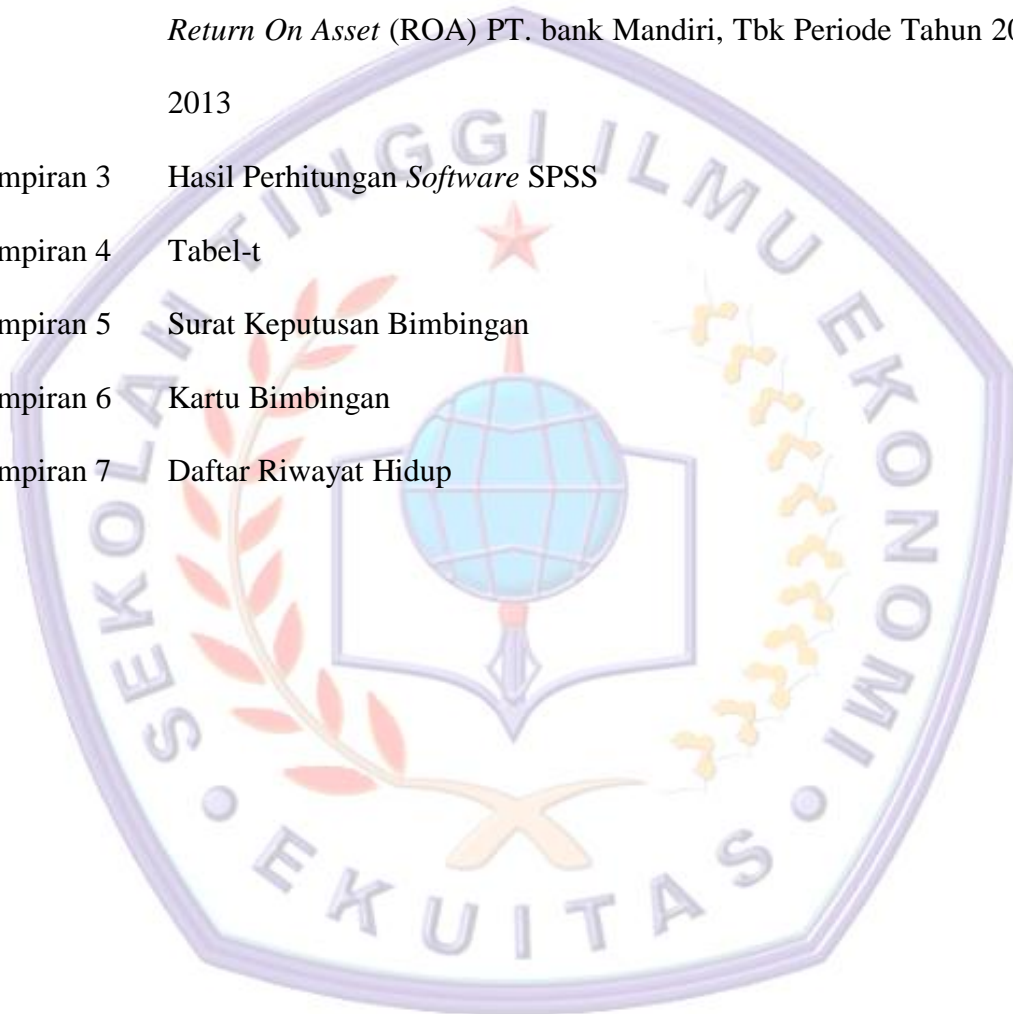 Return On Asset (ROA) PT. bank Mandiri, Tbk Periode Tahun 20
2013
mpiran 3 Hasil Perhitungan Software SPSS
mpiran 4 Tabel-t
mpiran 5 Surat Keputusan Bimbingan
mpiran 6 Kartu Bimbingan
mpiran 7 Daftar Riwayat Hidup
SEKOLAH TINGGI ILMU EKONOMI
EKUITAS